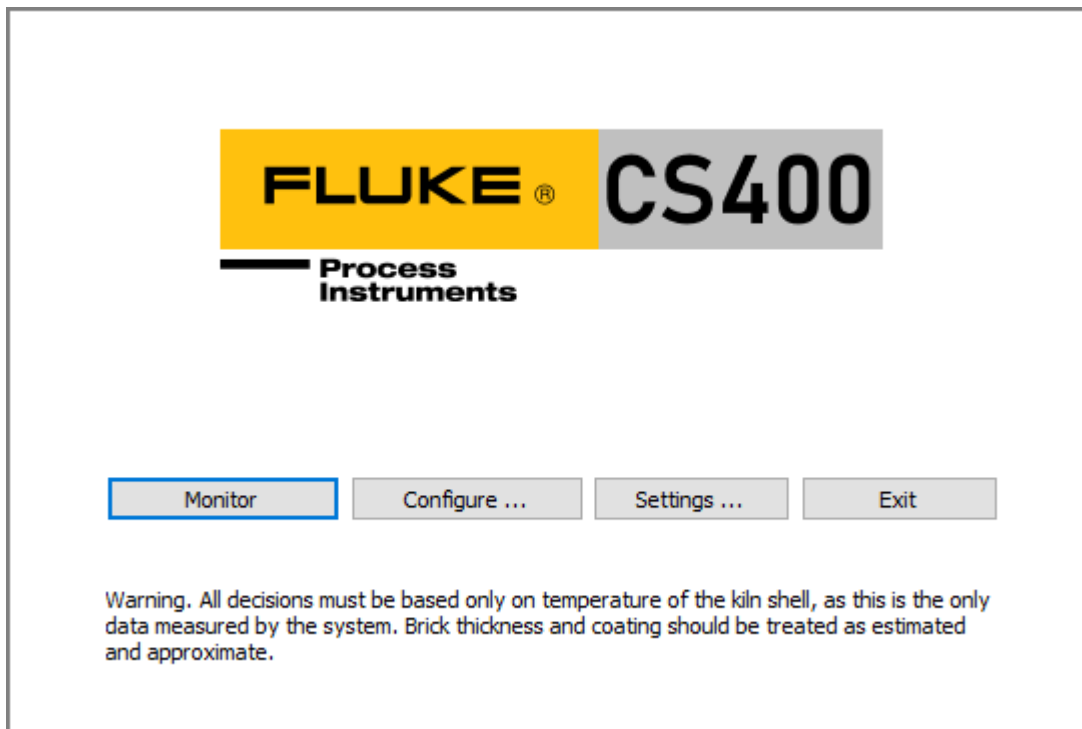 FLUKE ® CS400
Process
Instruments
Monitor Configure ... Settings ... Exit
Warning. All decisions must be based only on temperature of the kiln shell, as this is the only
data measured by the system. Brick thickness and coating should be treated as estimated
and approximate.